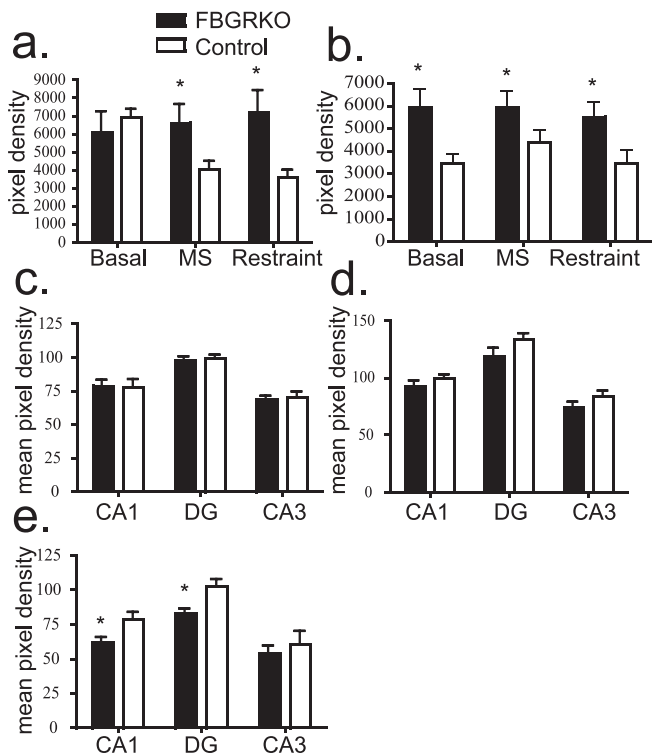 FBGRKO
Control
a.
pixel density
9000
8000
7000
6000
5000
4000
3000
2000
1000
0
* *
Basal MS Restraint
b.
pixel density
7000
6000
5000
4000
3000
2000
1000
0
* * *
Basal MS Restraint
c.
mean pixel density
125
100
75
50
25
0
CA1 DG CA3
d.
mean pixel density
150
100
50
0
CA1 DG CA3
e.
mean pixel density
125
100
75
50
25
0
* *
CA1 DG CA3